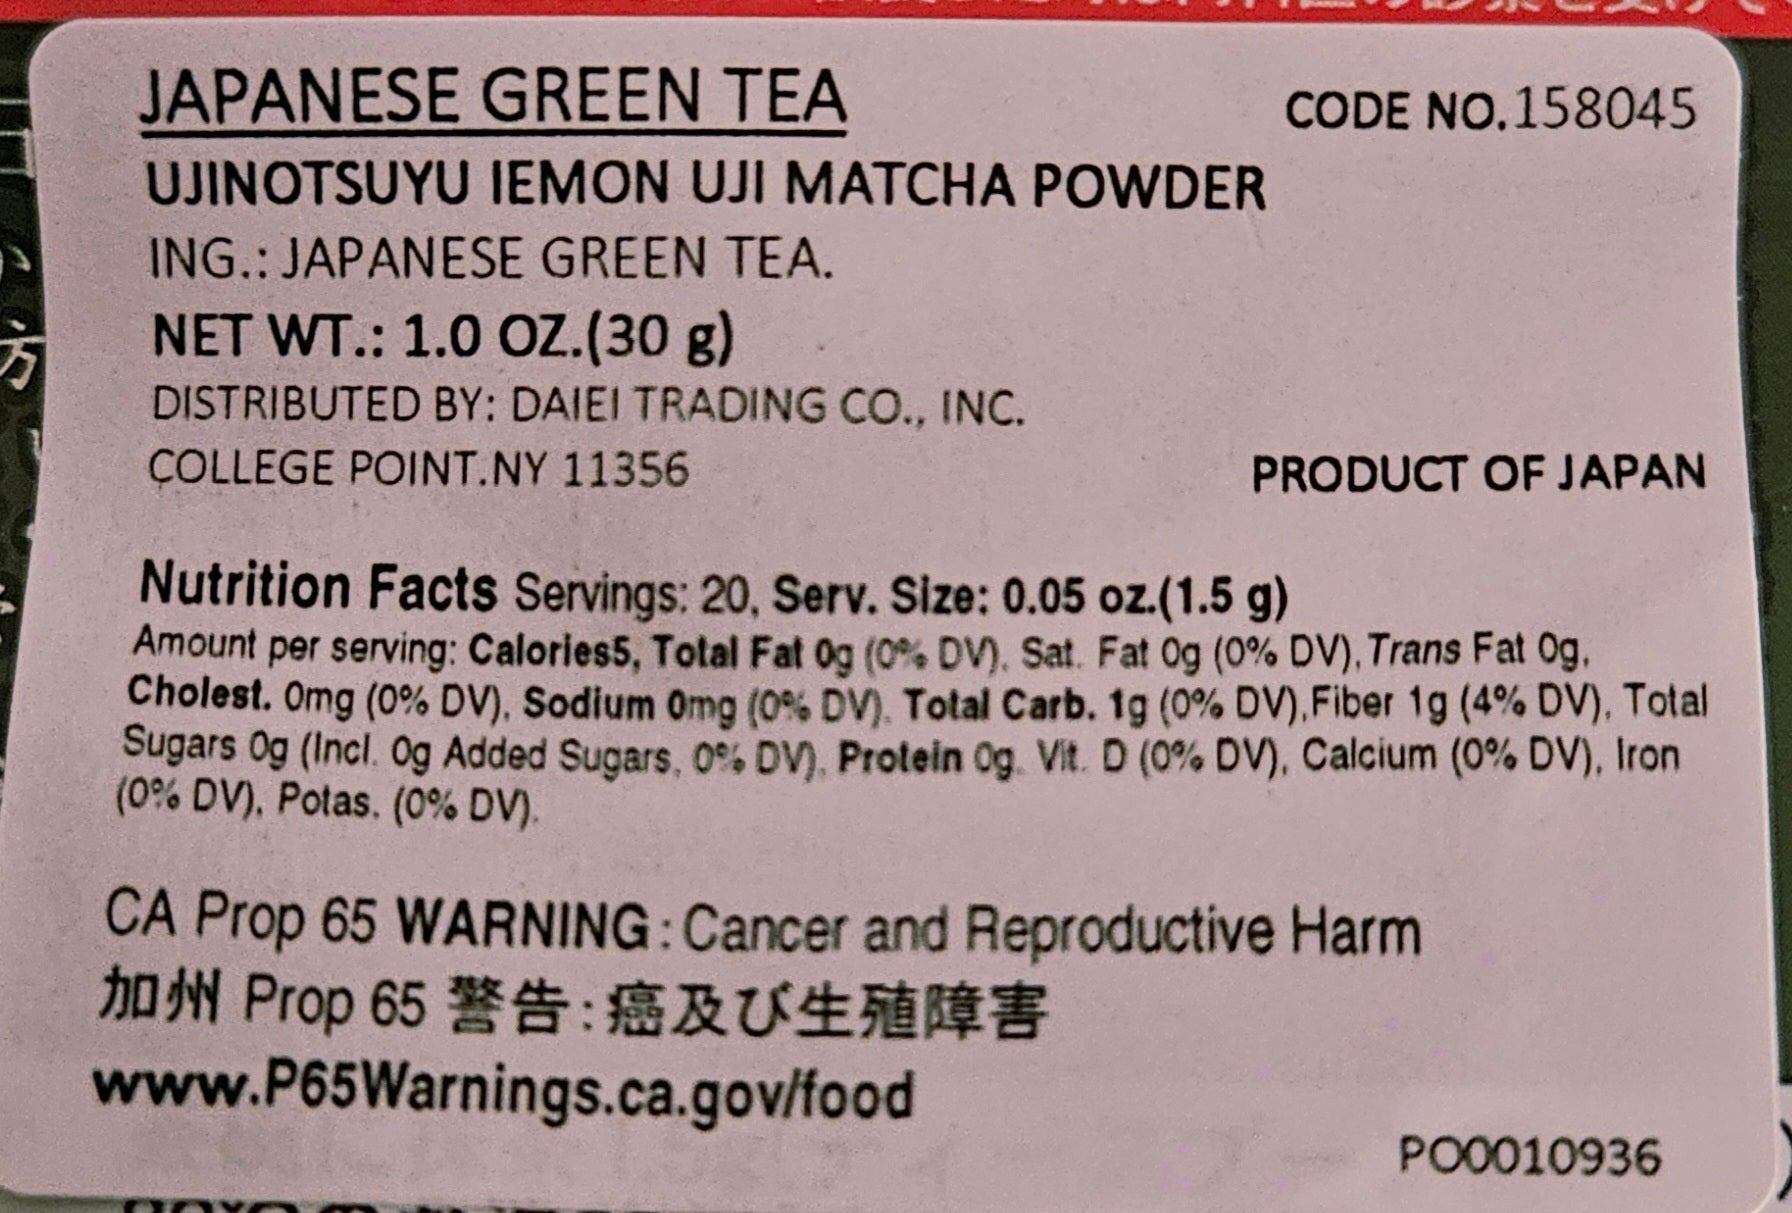 JAPANESE GREEN TEA
CODE NO.158045
UJINOTSUYU IEMON UJI MATCHA POWDER
ING.: JAPANESE GREEN TEA.
NET WT.: 1.0 OZ.(30 g)
DISTRIBUTED BY: DAIEI TRADING CO., INC.
COLLEGE POINT.NY 11356
PRODUCT OF JAPAN
Nutrition Facts Servings: 20, Serv. Size: 0.05 oz.(1.5 g)
Amount per serving: Calories5, Total Fat 0g (0% DV), Sat. Fat 0g (0% DV), Trans Fat 0g,
Cholest. 0mg (0% DV), Sodium 0mg (0% DV), Total Carb. 1g (0% DV),Fiber 1g (4% DV), Total
Sugars 0g (Incl. 0g Added Sugars, 0% DV), Protein 0g. Vit. D (0% DV), Calcium (0% DV), Iron
(0% DV), Potas. (0% DV).
CA Prop 65 WARNING : Cancer and Reproductive Harm
加州 Prop 65 警告 : 癌及び生殖障害
www.P65Warnings.ca.gov/food
PO0010936